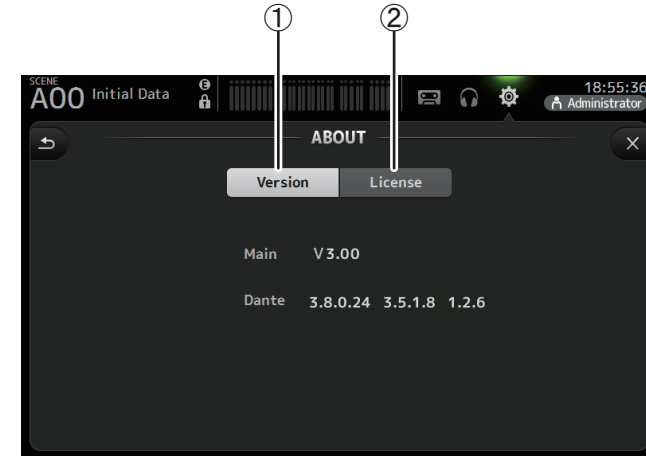 ① ②
SCENE
A00 Initial Data E 18:55:36
Administrator
ABOUT
Version License
Main V3.00
Dante 3.8.0.24 3.5.1.8 1.2.6